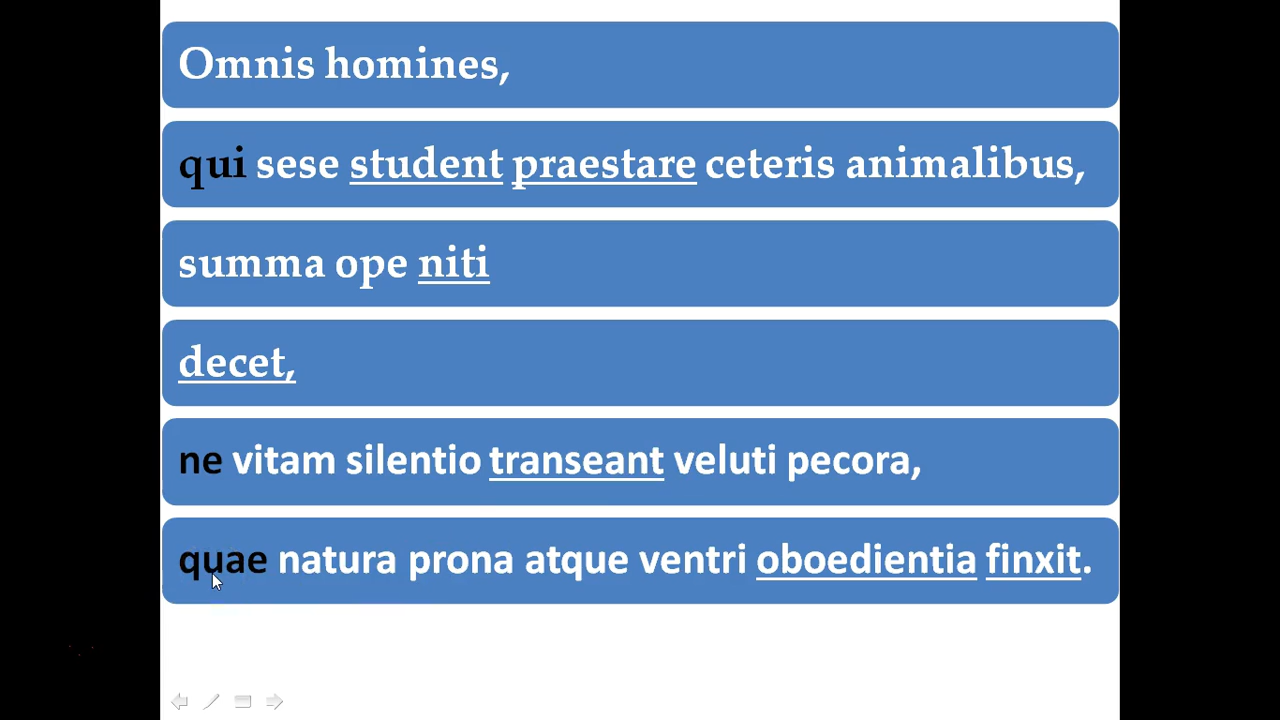 Omnis homines,
qui sese student praestare ceteris animalibus,
summa ope niti
decet,
ne vitam silentio transeant veluti pecora,
quae natura prona atque ventri oboedientia finxit.